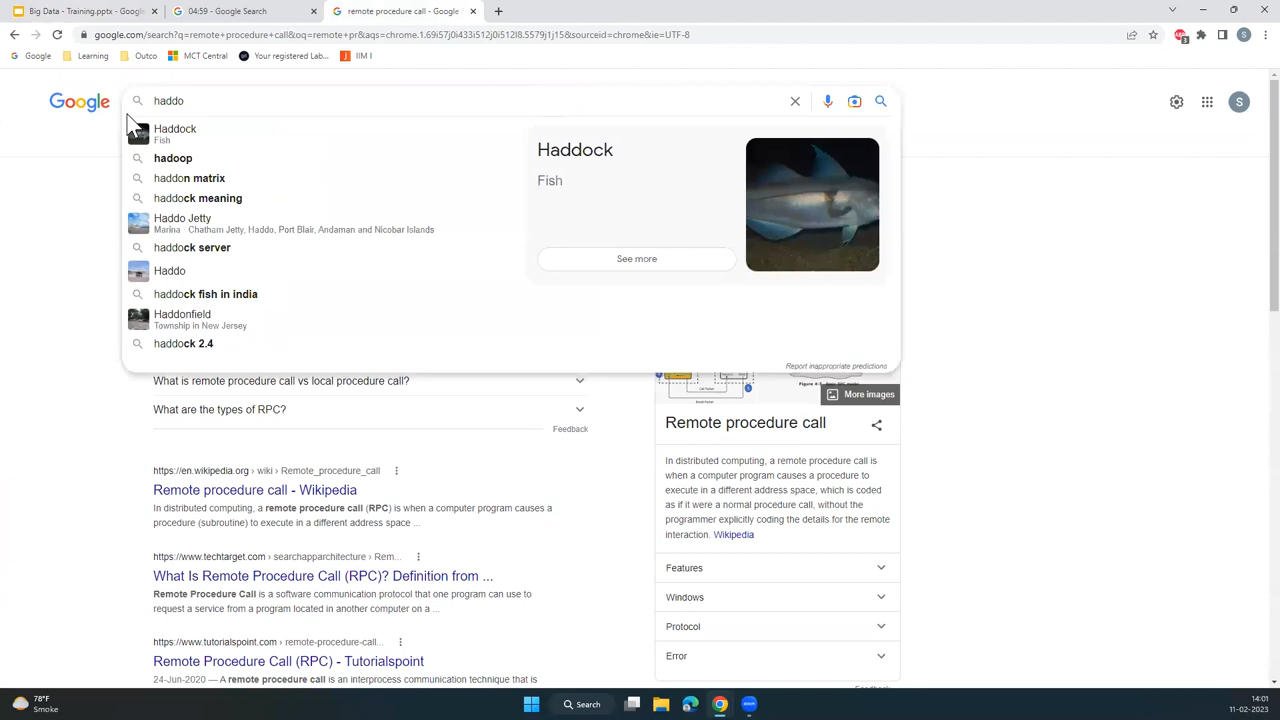 Big Data - Training.pptx - Google
04:59 - Google Search
remote procedure call - Google
google.com/search?q=remote+procedure+call&oq=remote+pr&aqs=chrome.1.69i57j0i433i512j0i512l8.5579j1j15&sourceid=chrome&ie=UTF-8
Google
Learning
Outco
MCT Central
Your registered Lab...
IIM I
Google
haddo
S
Haddock
Fish
hadoop
haddon matrix
haddock meaning
Haddo Jetty
Marina · Chatham Jetty, Haddo, Port Blair, Andaman and Nicobar Islands
haddock server
Haddo
haddock fish in india
Haddonfield
Township in New Jersey
haddock 2.4
Haddock
Fish
See more
Report inappropriate predictions
What is remote procedure call vs local procedure call?
What are the types of RPC?
Feedback
https://en.wikipedia.org › wiki › Remote_procedure_call
Remote procedure call - Wikipedia
In distributed computing, a remote procedure call (RPC) is when a computer program causes a
procedure (subroutine) to execute in a different address space ...
https://www.techtarget.com › searchapparchitecture › Rem...
What Is Remote Procedure Call (RPC)? Definition from ...
Remote Procedure Call is a software communication protocol that one program can use to
request a service from a program located in another computer on a ...
https://www.tutorialspoint.com › remote-procedure-call...
Remote Procedure Call (RPC) - Tutorialspoint
24-Jun-2020 — A remote procedure call is an interprocess communication technique that is
More images
Remote procedure call
In distributed computing, a remote procedure call is
when a computer program causes a procedure to
execute in a different address space, which is coded
as if it were a normal procedure call, without the
programmer explicitly coding the details for the remote
interaction. Wikipedia
Features
Windows
Protocol
Error
78°F
Smoke
Search
14:01
11-02-2023